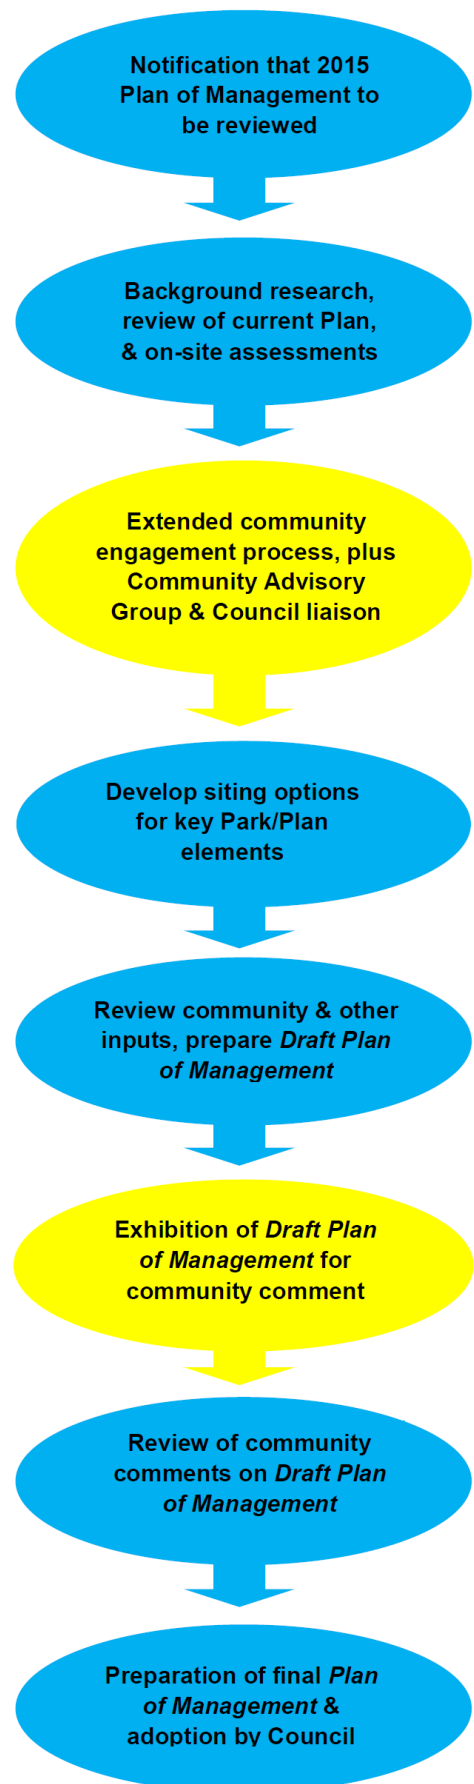 Notification that 2015
Plan of Management to
be reviewed
Background research,
review of current Plan,
& on-site assessments
Extended community
engagement process, plus
Community Advisory
Group & Council liaison
Develop siting options
for key Park/Plan
elements
Review community & other
inputs, prepare Draft Plan
of Management
Exhibition of Draft Plan
of Management for
community comment
Review of community
comments on Draft Plan
of Management
Preparation of final Plan
of Management &
adoption by Council